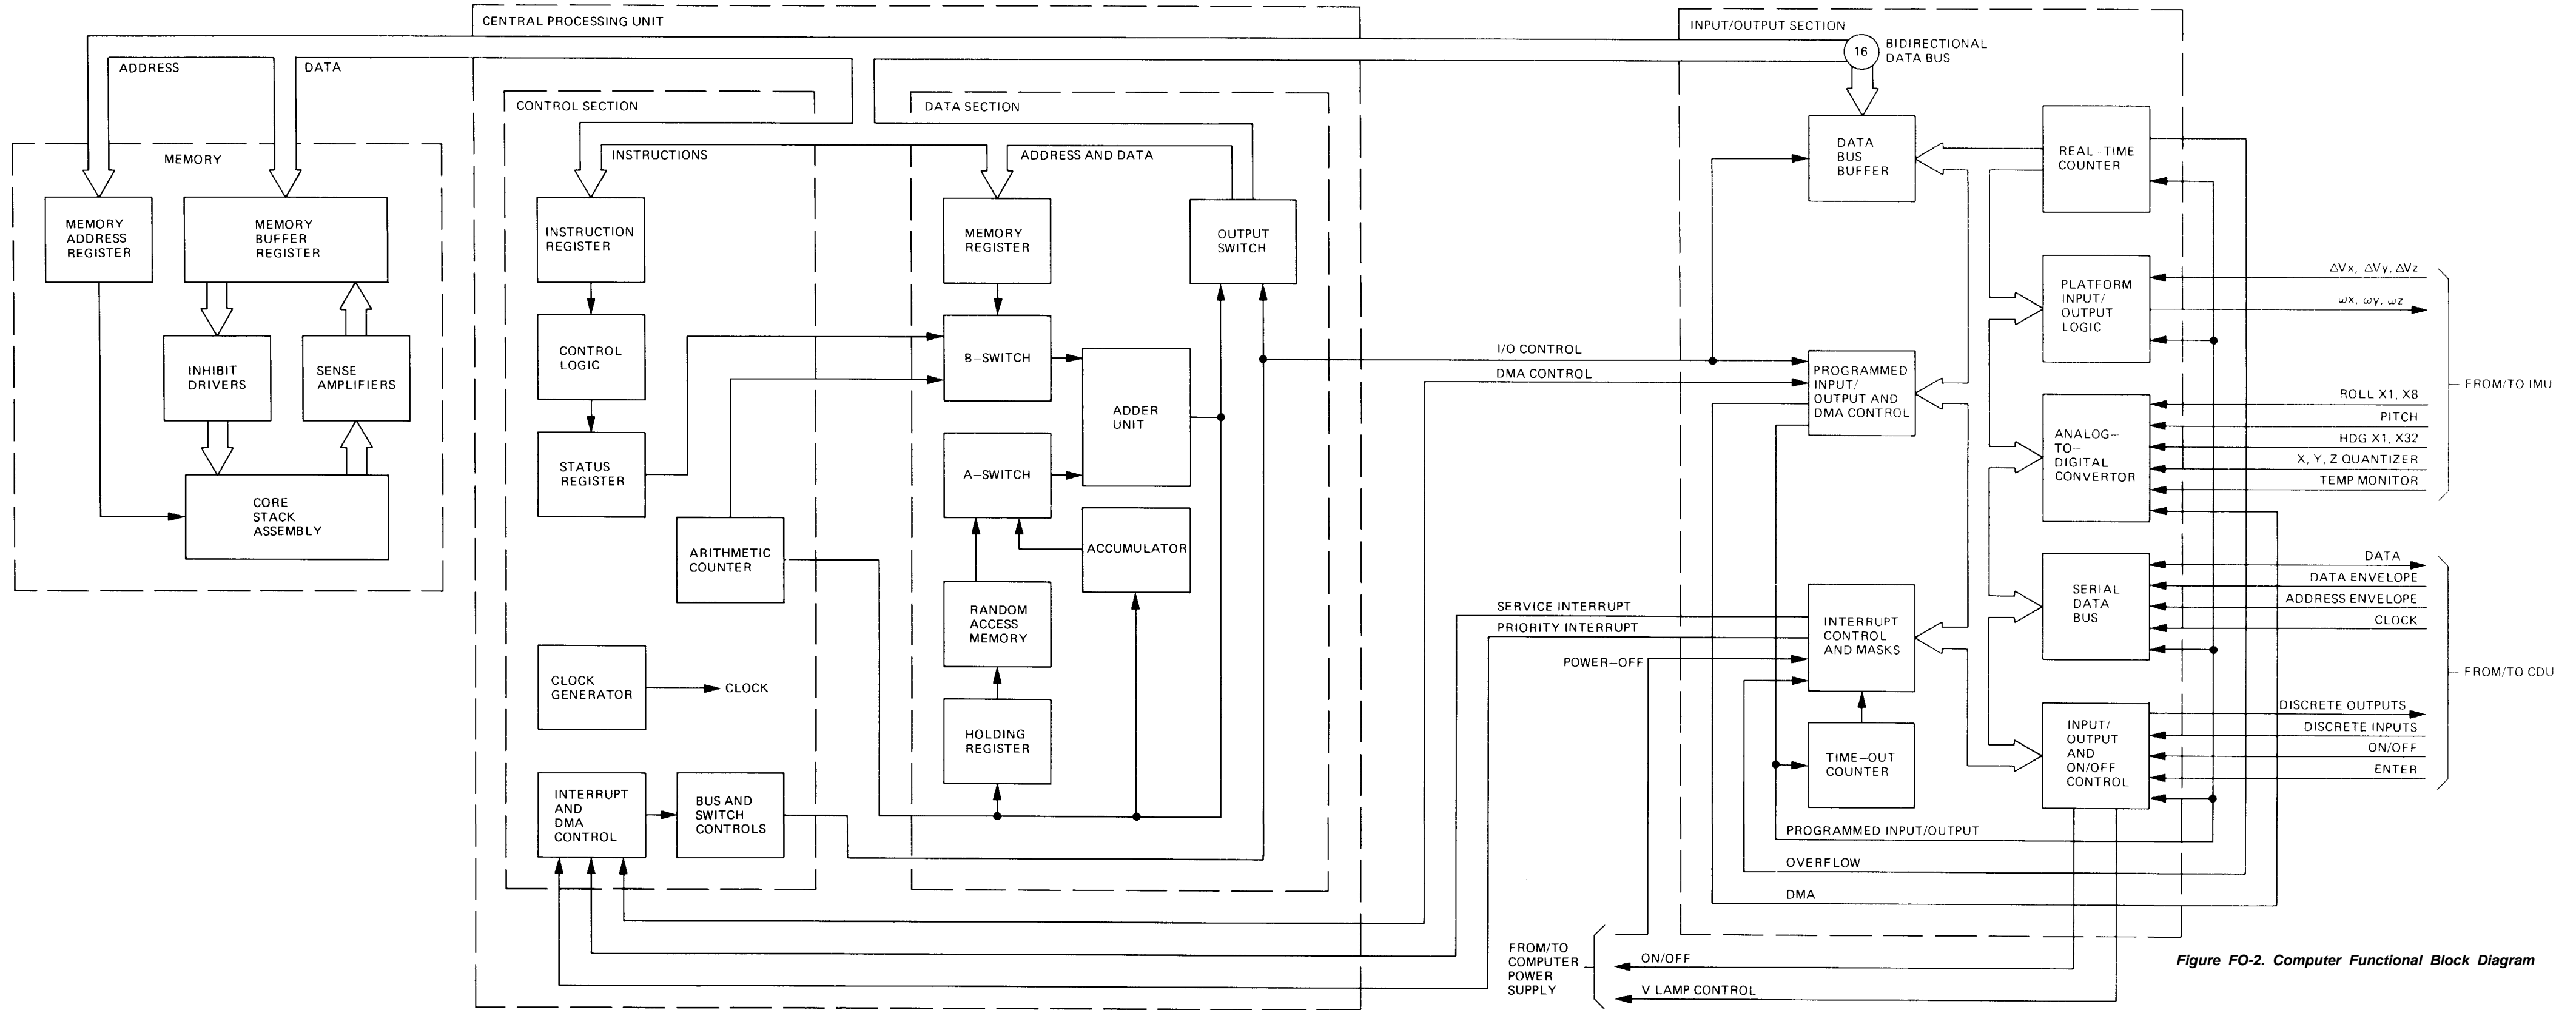 CENTRAL PROCESSING UNIT
INPUT/OUTPUT SECTION
16
BIDIRECTIONAL
DATA BUS
ADDRESS
DATA
CONTROL SECTION
DATA SECTION
MEMORY
INSTRUCTIONS
ADDRESS AND DATA
MEMORY
ADDRESS
REGISTER
MEMORY
BUFFER
REGISTER
INHIBIT
DRIVERS
SENSE
AMPLIFIERS
CORE
STACK
ASSEMBLY
INSTRUCTION
REGISTER
CONTROL
LOGIC
STATUS
REGISTER
ARITHMETIC
COUNTER
CLOCK
GENERATOR
CLOCK
INTERRUPT
AND
DMA
CONTROL
BUS AND
SWITCH
CONTROLS
MEMORY
REGISTER
OUTPUT
SWITCH
B–SWITCH
ADDER
UNIT
A–SWITCH
ACCUMULATOR
RANDOM
ACCESS
MEMORY
HOLDING
REGISTER
I/O CONTROL
DMA CONTROL
SERVICE INTERRUPT
PRIORITY INTERRUPT
POWER–OFF
FROM/TO
COMPUTER
POWER
SUPPLY
ON/OFF
V LAMP CONTROL
DATA
BUS
BUFFER
REAL–TIME
COUNTER
PLATFORM
INPUT/
OUTPUT
LOGIC
PROGRAMMED
INPUT/
OUTPUT AND
DMA CONTROL
ANALOG–
TO–
DIGITAL
CONVERTOR
INTERRUPT
CONTROL
AND MASKS
SERIAL
DATA
BUS
TIME–OUT
COUNTER
INPUT/
OUTPUT
AND
ON/OFF
CONTROL
PROGRAMMED INPUT/OUTPUT
OVERFLOW
DMA
ΔVx, ΔVy, ΔVz
ωx, ωy, ωz
ROLL X1, X8
PITCH
HDG X1, X32
X, Y, Z QUANTIZER
TEMP MONITOR
FROM/TO IMU
DATA
DATA ENVELOPE
ADDRESS ENVELOPE
CLOCK
FROM/TO CDU
DISCRETE OUTPUTS
DISCRETE INPUTS
ON/OFF
ENTER
Figure FO-2. Computer Functional Block Diagram